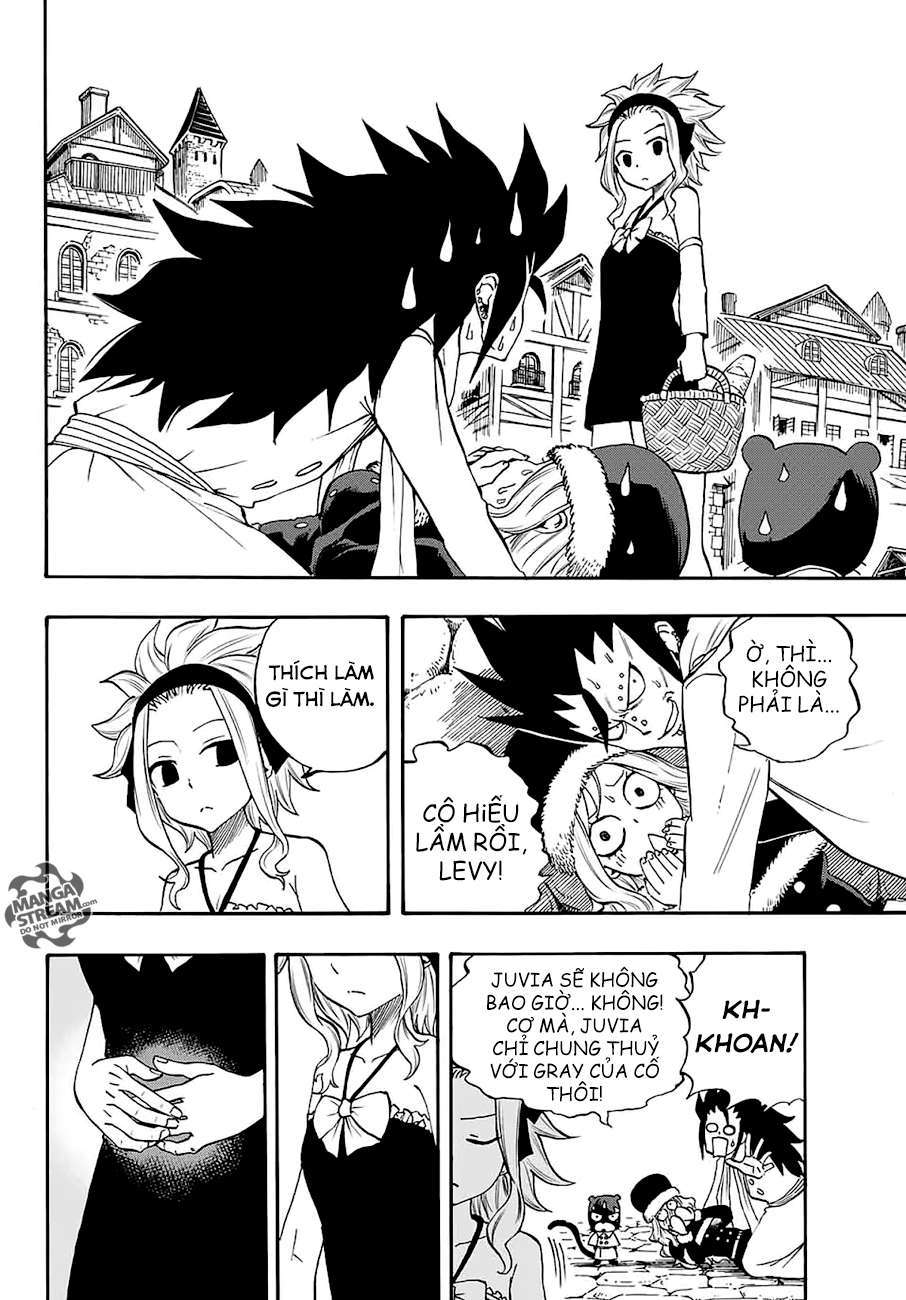 Ờ, THÌ...
KHÔNG
PHẢI LÀ...
CÔ HIỂU
LẦM RỒI,
LEVY!
THÍCH LÀM
GÌ THÌ LÀM.
MANGA
STREAM.com
DO NOT MIRROR
KH-
KHOAN!
JUVIA SẼ KHÔNG
BAO GIỜ... KHÔNG!
CƠ MÀ, JUVIA
CHỈ CHUNG THUỶ
VỚI GRAY CỦA CỔ
THÔI!